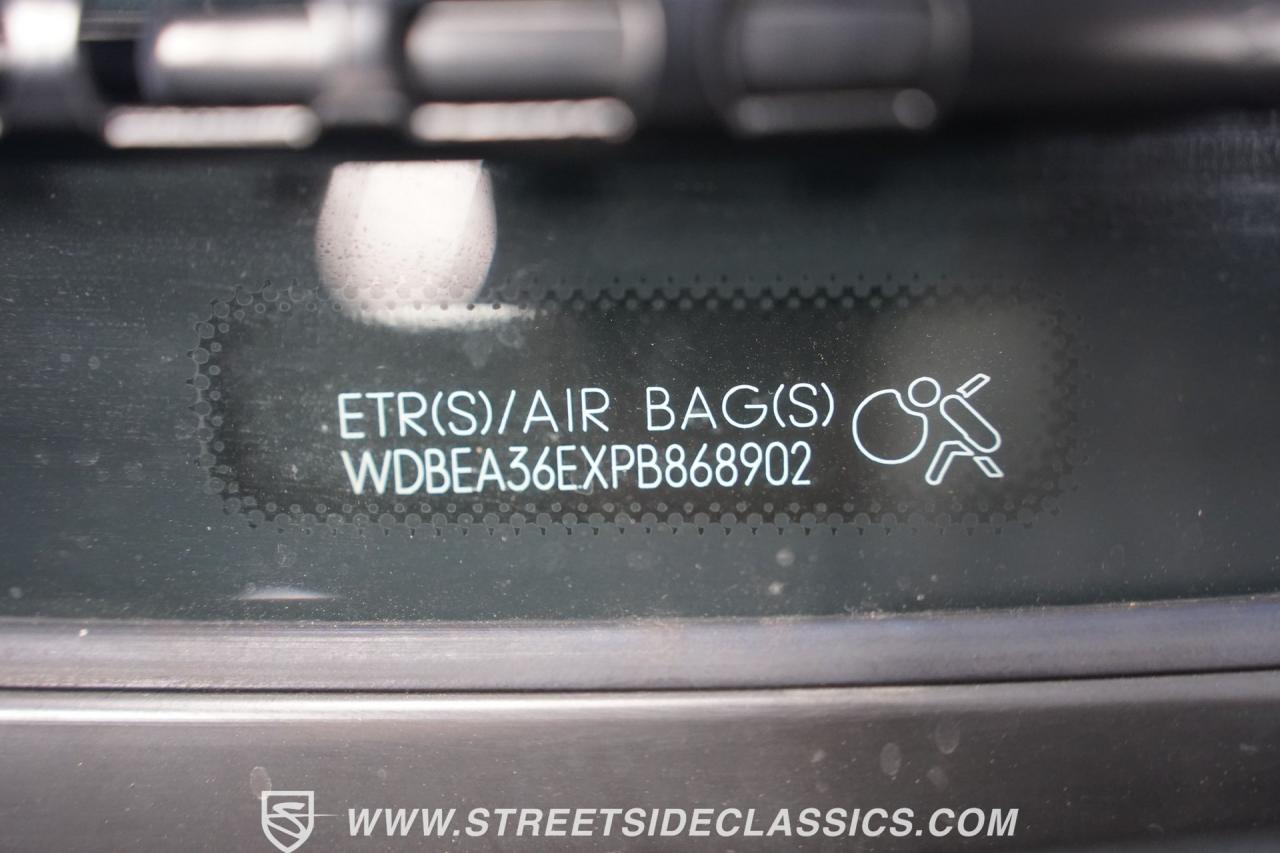 ETR(S)/AIR BAG(S)
WDBEA36EXPB868902
WWW.STREETSIDECLASSICS.COM